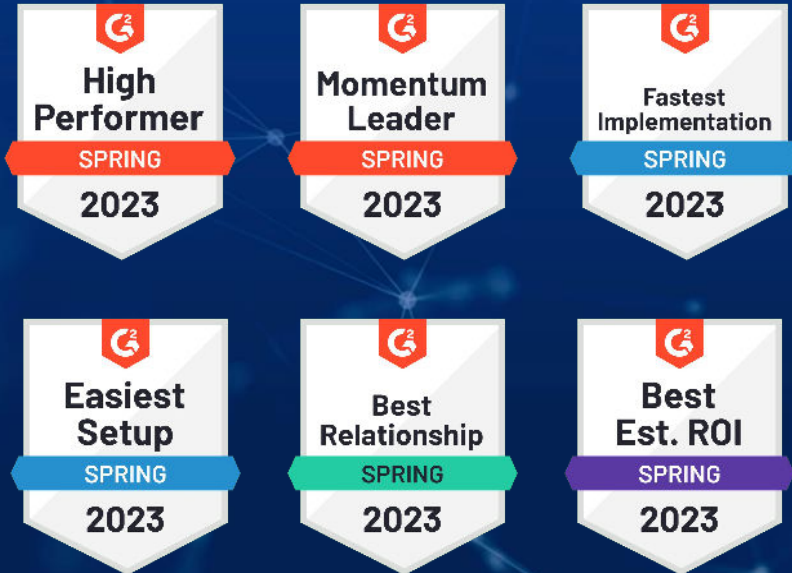 G2
High
Performer
SPRING
2023
G2
Momentum
Leader
SPRING
2023
G2
Fastest
Implementation
SPRING
2023
G2
Easiest
Setup
SPRING
2023
G2
Best
Relationship
SPRING
2023
G2
Best
Est. ROI
SPRING
2023